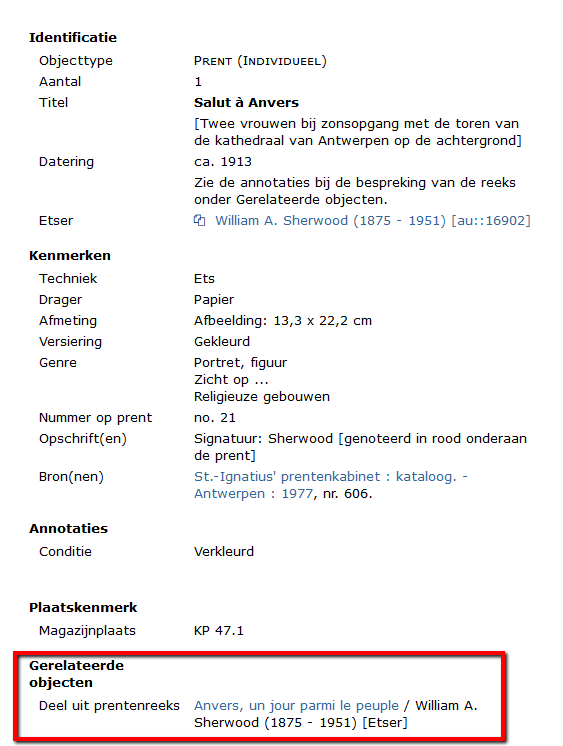 Identificatie
Objecttype Prent (Individueel)
Aantal 1
Titel Salut à Anvers
[Twee vrouwen bij zonsopgang met de toren van
de kathedraal van Antwerpen op de achtergrond]
Datering ca. 1913
Zie de annotaties bij de bespreking van de reeks
onder Gerelateerde objecten.
Etser William A. Sherwood (1875 - 1951) [au::16902]
Kenmerken
Techniek Ets
Drager Papier
Afmeting Afbeelding: 13,3 x 22,2 cm
Versiering Gekleurd
Genre Portret, figuur
Zicht op ...
Religieuze gebouwen
Nummer op prent no. 21
Opschrift(en) Signatuur: Sherwood [genoteerd in rood onderaan
de prent]
Bron(nen) St.-Ignatius' prentenkabinet : kataloog. -
Antwerpen : 1977, nr. 606.
Annotaties
Conditie Verkleurd
Plaatskenmerk
Magazijnplaats KP 47.1
Gerelateerde
objecten
Deel uit prentenreeks Anvers, un jour parmi le peuple / William A.
Sherwood (1875 - 1951) [Etser]